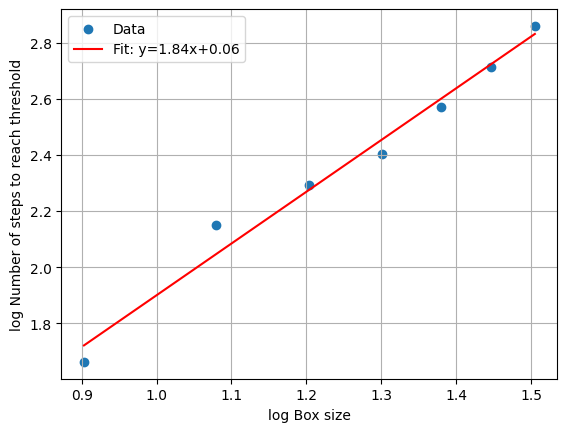 Data
Fit: y=1.84x+0.06
log Number of steps to reach threshold
2.8
2.6
2.4
2.2
2.0
1.8
0.9 1.0 1.1 1.2 1.3 1.4 1.5
log Box size